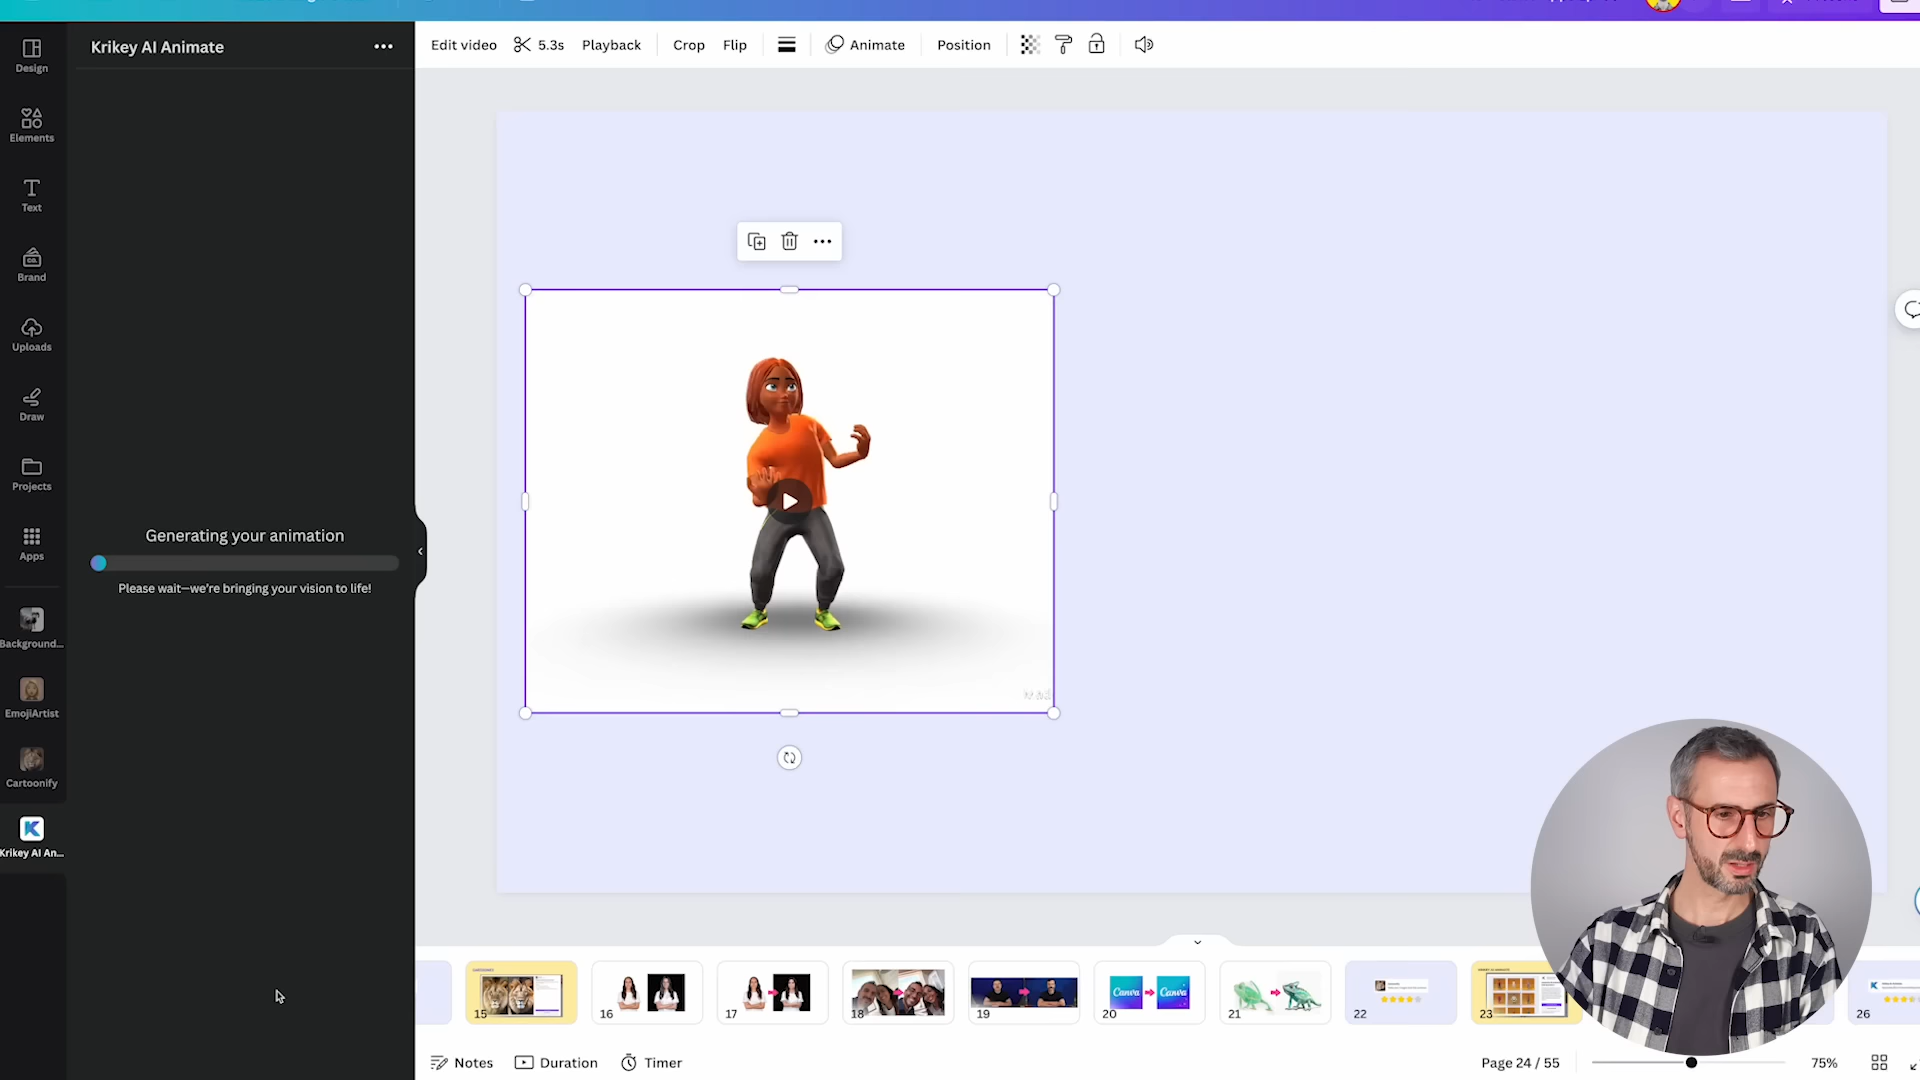 Krikey AI Animate
Edit video
5.3s
Playback
Crop
Flip
Animate
Position
Design
Elements
Text
Brand
Uploads
Draw
Projects
Apps
Background...
EmojiArtist
Cartoonify
Krikey AI An...
Generating your animation
Please wait—we're bringing your vision to life!
15
16
17
18
19
Canva
Canva
20
21
22
23
26
Notes
Duration
Timer
Page 24 / 55
75%